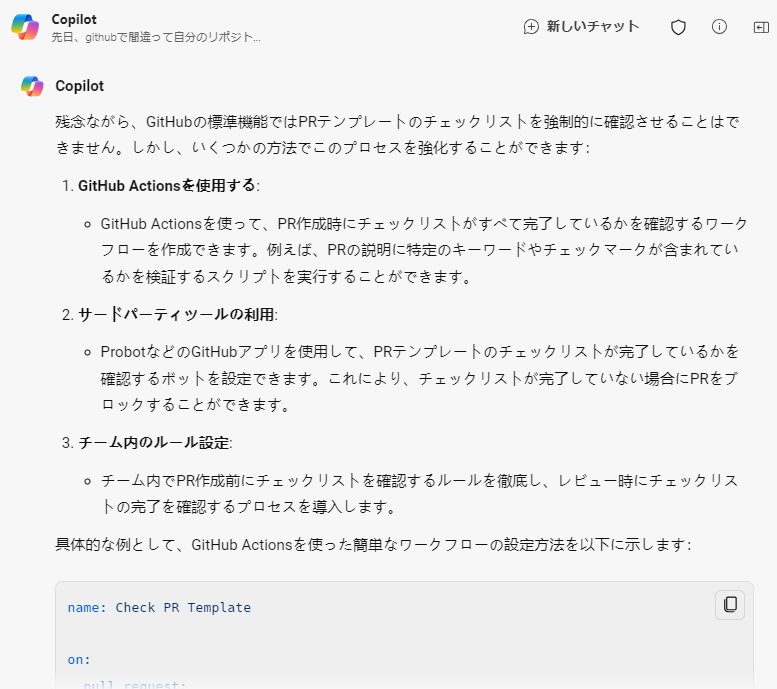 Copilot
先日、githubで間違って自分のリポジト...
新しいチャット
Copilot
残念ながら、GitHubの標準機能ではPRテンプレートのチェックリストを強制的に確認させることはで
きません。しかし、いくつかの方法でこのプロセスを強化することができます:
1. GitHub Actionsを使用する:
GitHub Actionsを使って、PR作成時にチェックリストがすべて完了しているかを確認するワーク
フローを作成できます。例えば、PRの説明に特定のキーワードやチェックマークが含まれてい
るかを検証するスクリプトを実行することができます。
2. サードパーティツールの利用:
ProbotなどのGitHubアプリを使用して、PRテンプレートのチェックリストが完了しているかを
確認するボットを設定できます。これにより、チェックリストが完了していない場合にPRをブ
ロックすることができます。
3. チーム内のルール設定:
チーム内でPR作成前にチェックリストを確認するルールを徹底し、レビュー時にチェックリス
トの完了を確認するプロセスを導入します。
具体的な例として、GitHub Actionsを使った簡単なワークフローの設定方法を以下に示します:
name: Check PR Template
on:
pull_request: